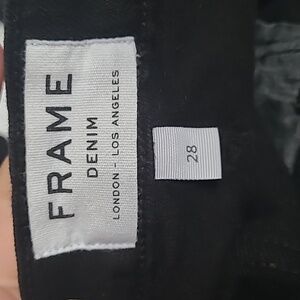 FRAME
DENIM
LONDON - LOS ANGELES
28